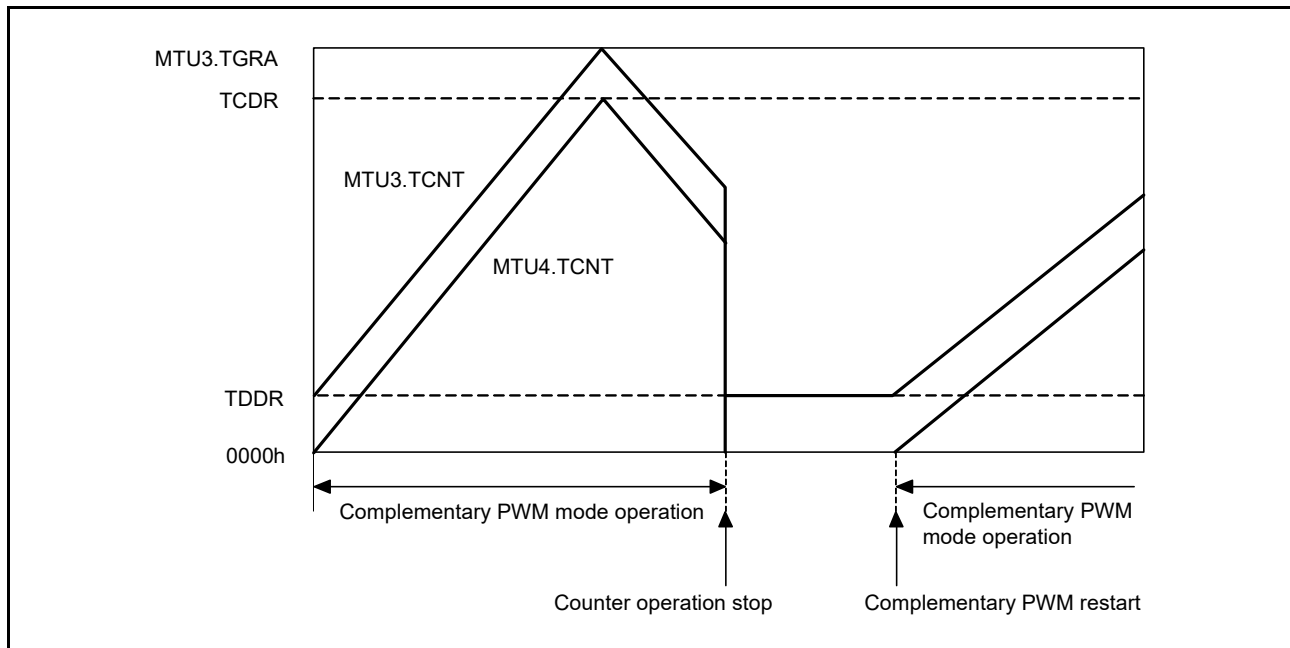 MTU3.TGRA
TCDR
MTU3.TCNT
MTU4.TCNT
TDDR
0000h
Complementary PWM mode operation
Complementary PWM
mode operation
Counter operation stop
Complementary PWM restart